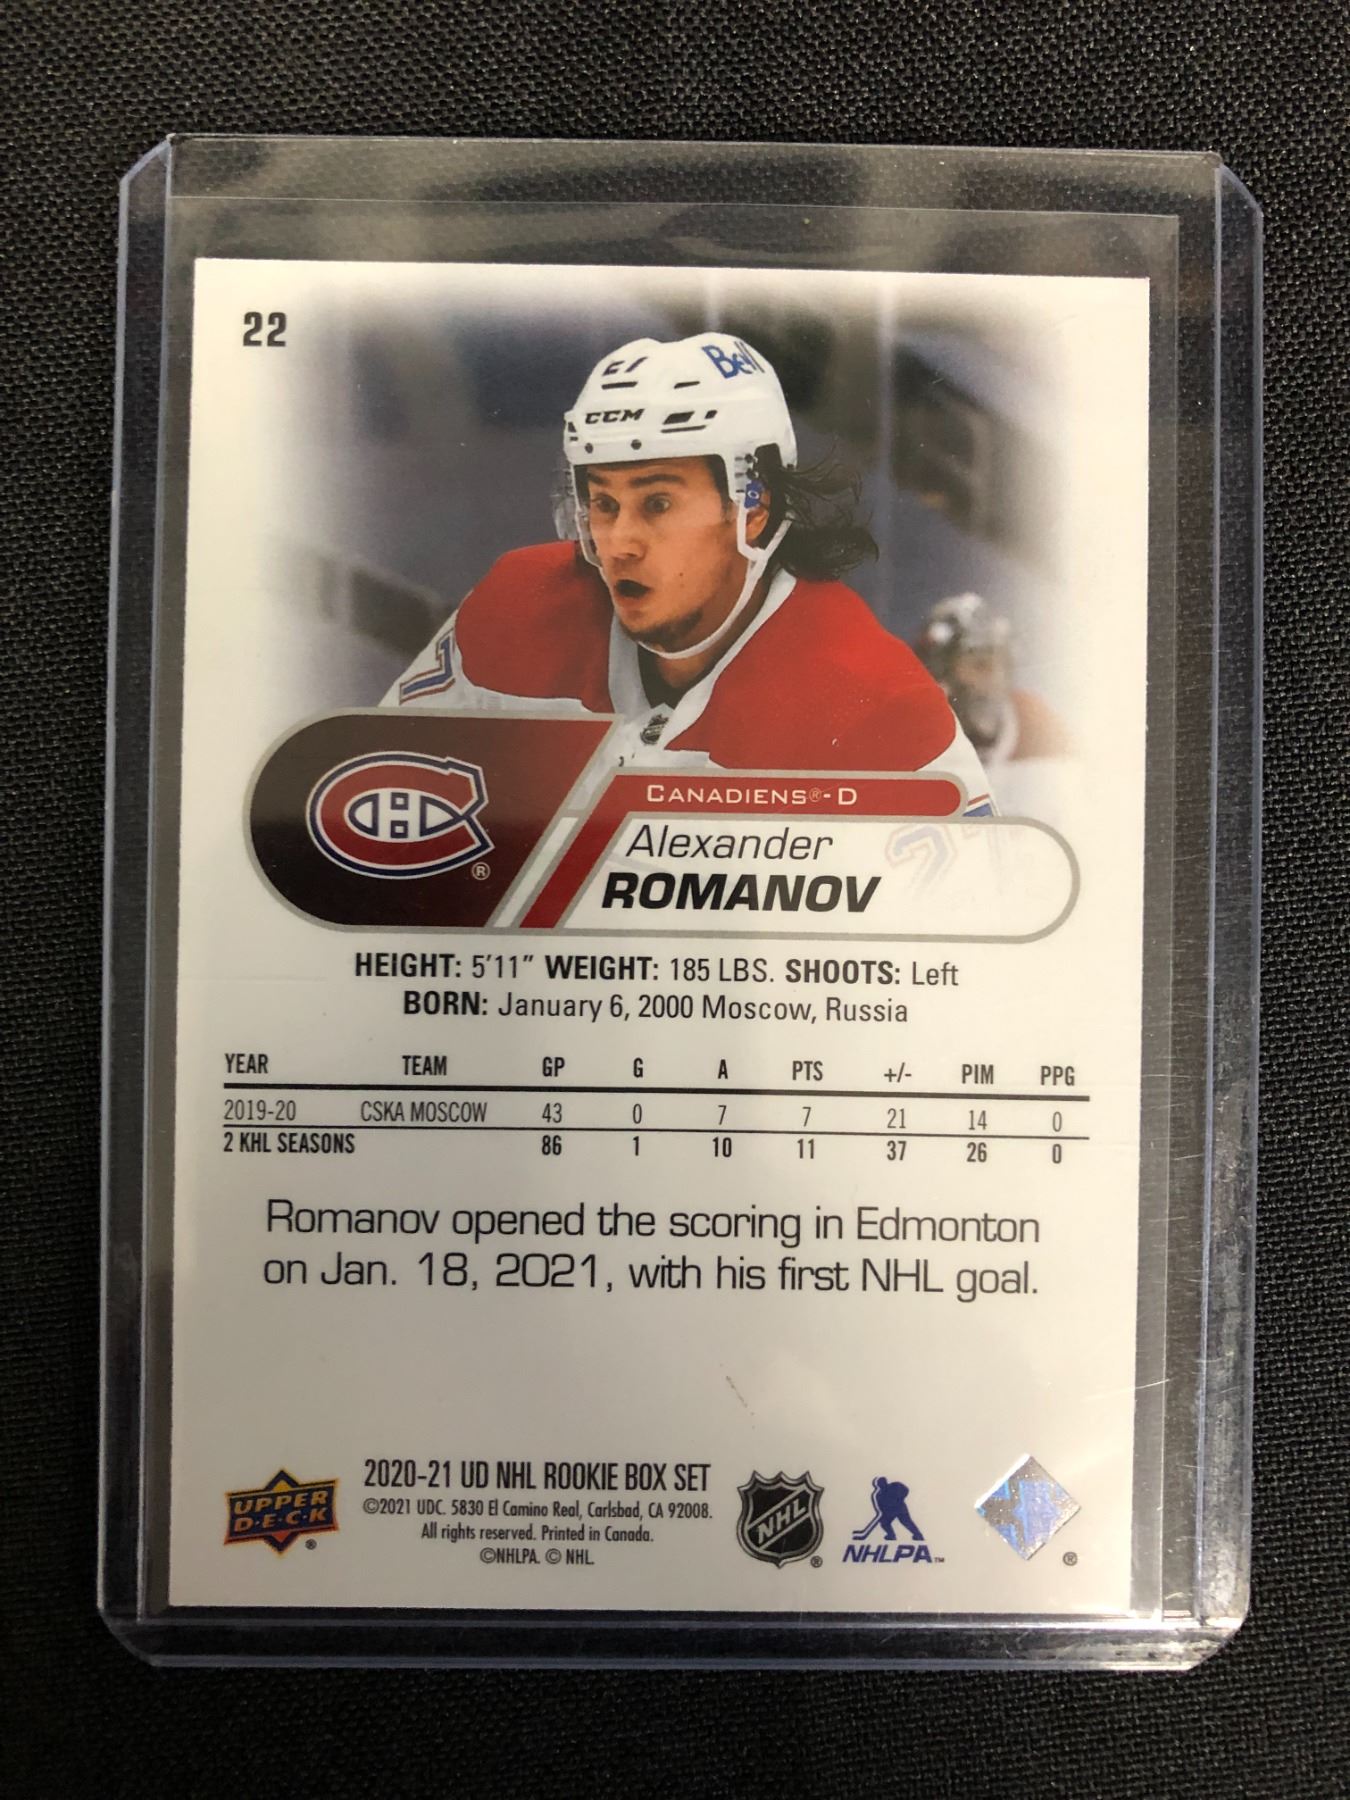 22
27
Bell
CCM
CANADIENS®-D
Alexander
ROMANOV
®
HEIGHT: 5'11" WEIGHT: 185 LBS. SHOOTS: Left
BORN: January 6, 2000 Moscow, Russia
YEAR TEAM GP G A PTS +/- PIM PPG
2019-20 CSKA MOSCOW 43 0 7 7 21 14 0
2 KHL SEASONS 86 1 10 11 37 26 0
Romanov opened the scoring in Edmonton
on Jan. 18, 2021, with his first NHL goal.
UPPER
D·E·C·K
®
2020-21 UD NHL ROOKIE BOX SET
©2021 UDC. 5830 El Camino Real, Carlsbad, CA 92008.
All rights reserved. Printed in Canada.
©NHLPA. © NHL.
NHL
®
NHLPA™
®